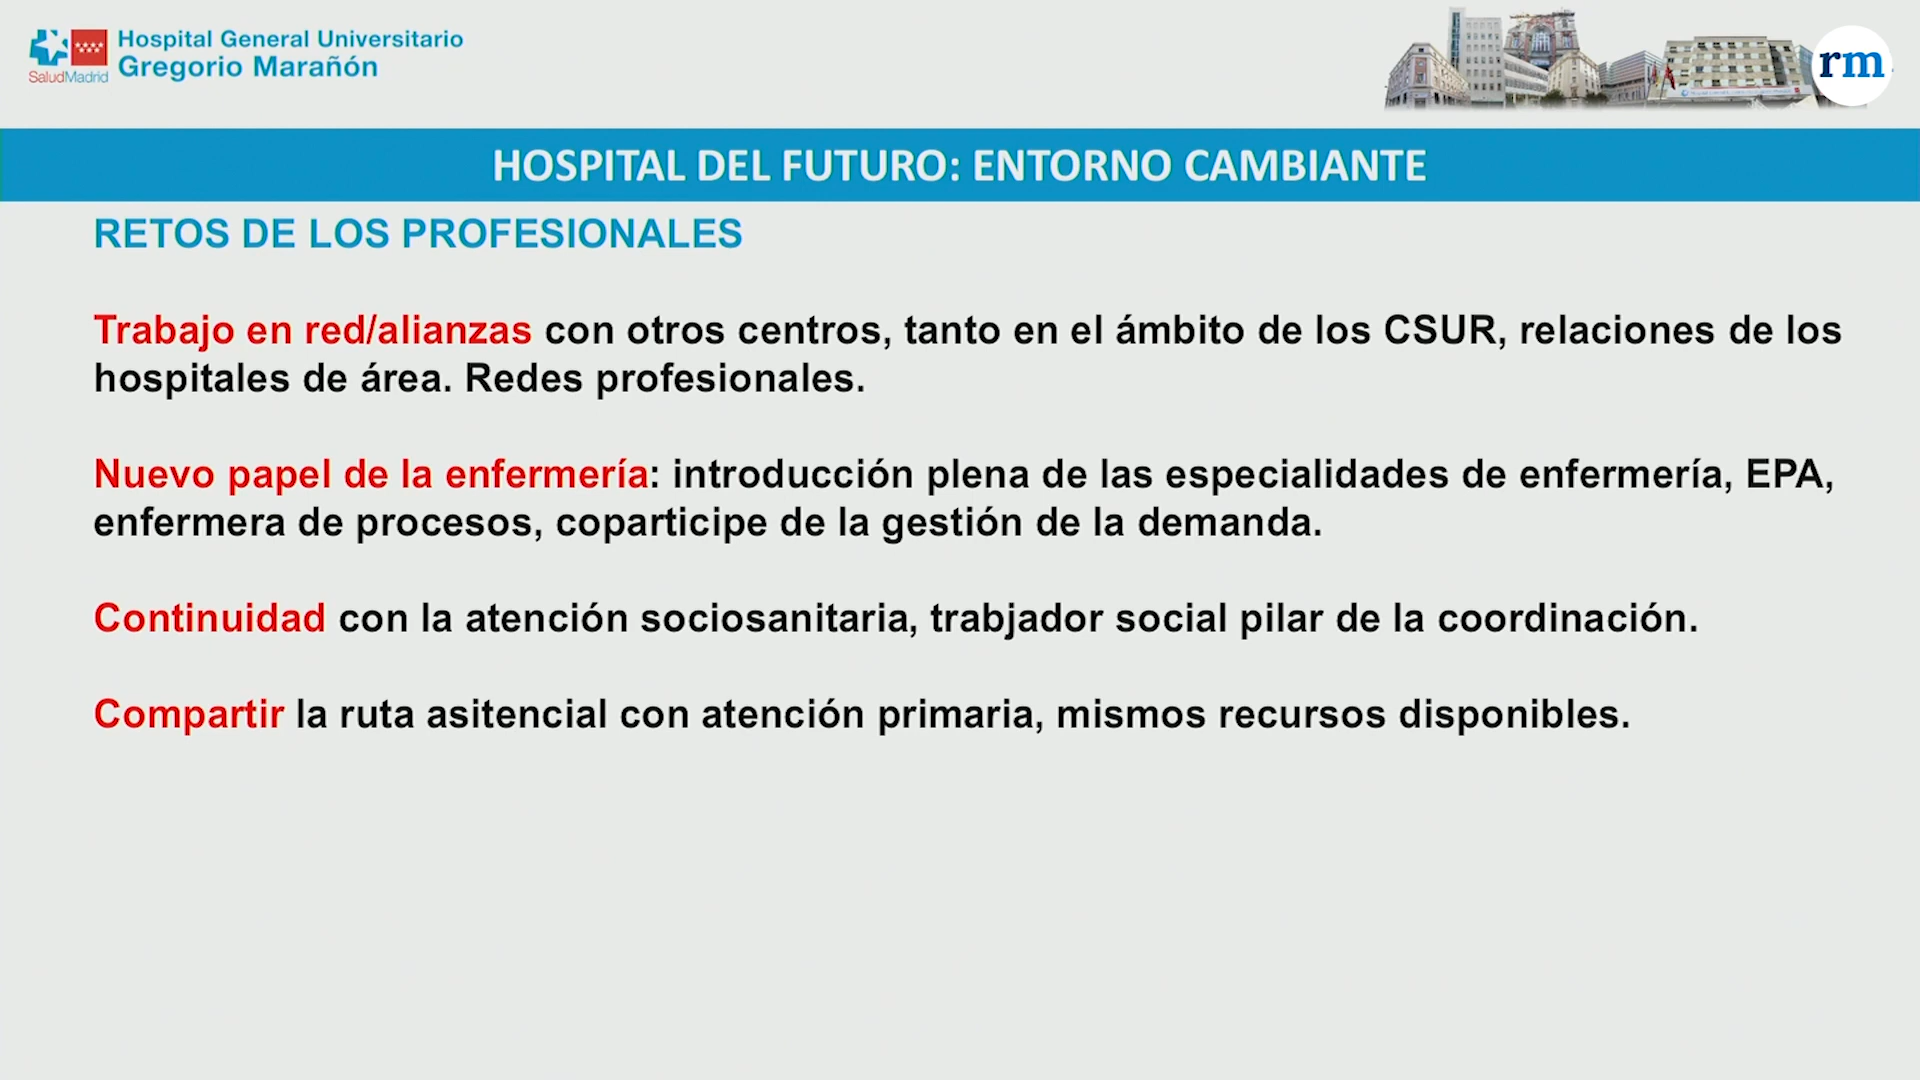 Hospital General Universitario
Gregorio Marañón
SaludMadrid
rm
HOSPITAL DEL FUTURO: ENTORNO CAMBIANTE
RETOS DE LOS PROFESIONALES
Trabajo en red/alianzas con otros centros, tanto en el ámbito de los CSUR, relaciones de los
hospitales de área. Redes profesionales.
Nuevo papel de la enfermería: introducción plena de las especialidades de enfermería, EPA,
enfermera de procesos, coparticipe de la gestión de la demanda.
Continuidad con la atención sociosanitaria, trabjador social pilar de la coordinación.
Compartir la ruta asitencial con atención primaria, mismos recursos disponibles.